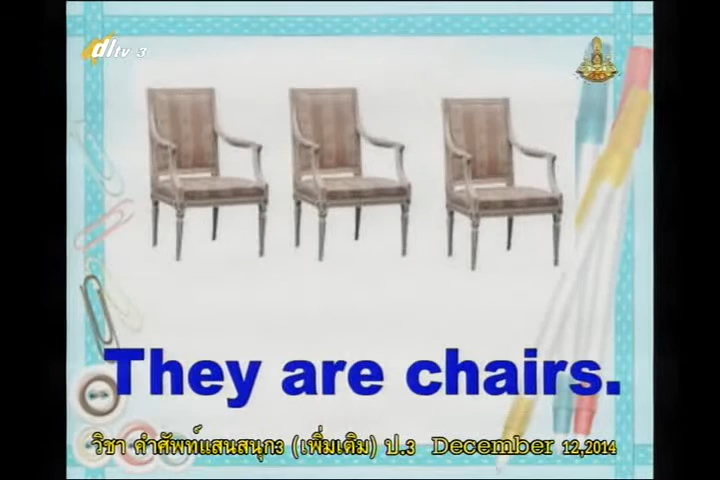 dltv 3
They are chairs.
วิชา คำศัพท์แสนสนุก3 (เพิ่มเติม) ป.3 December 12,2014